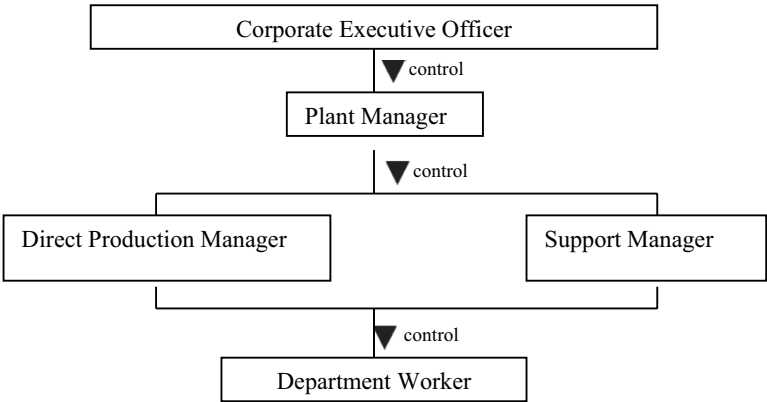 Corporate Executive Officer
control
Plant Manager
control
Direct Production Manager
Support Manager
control
Department Worker